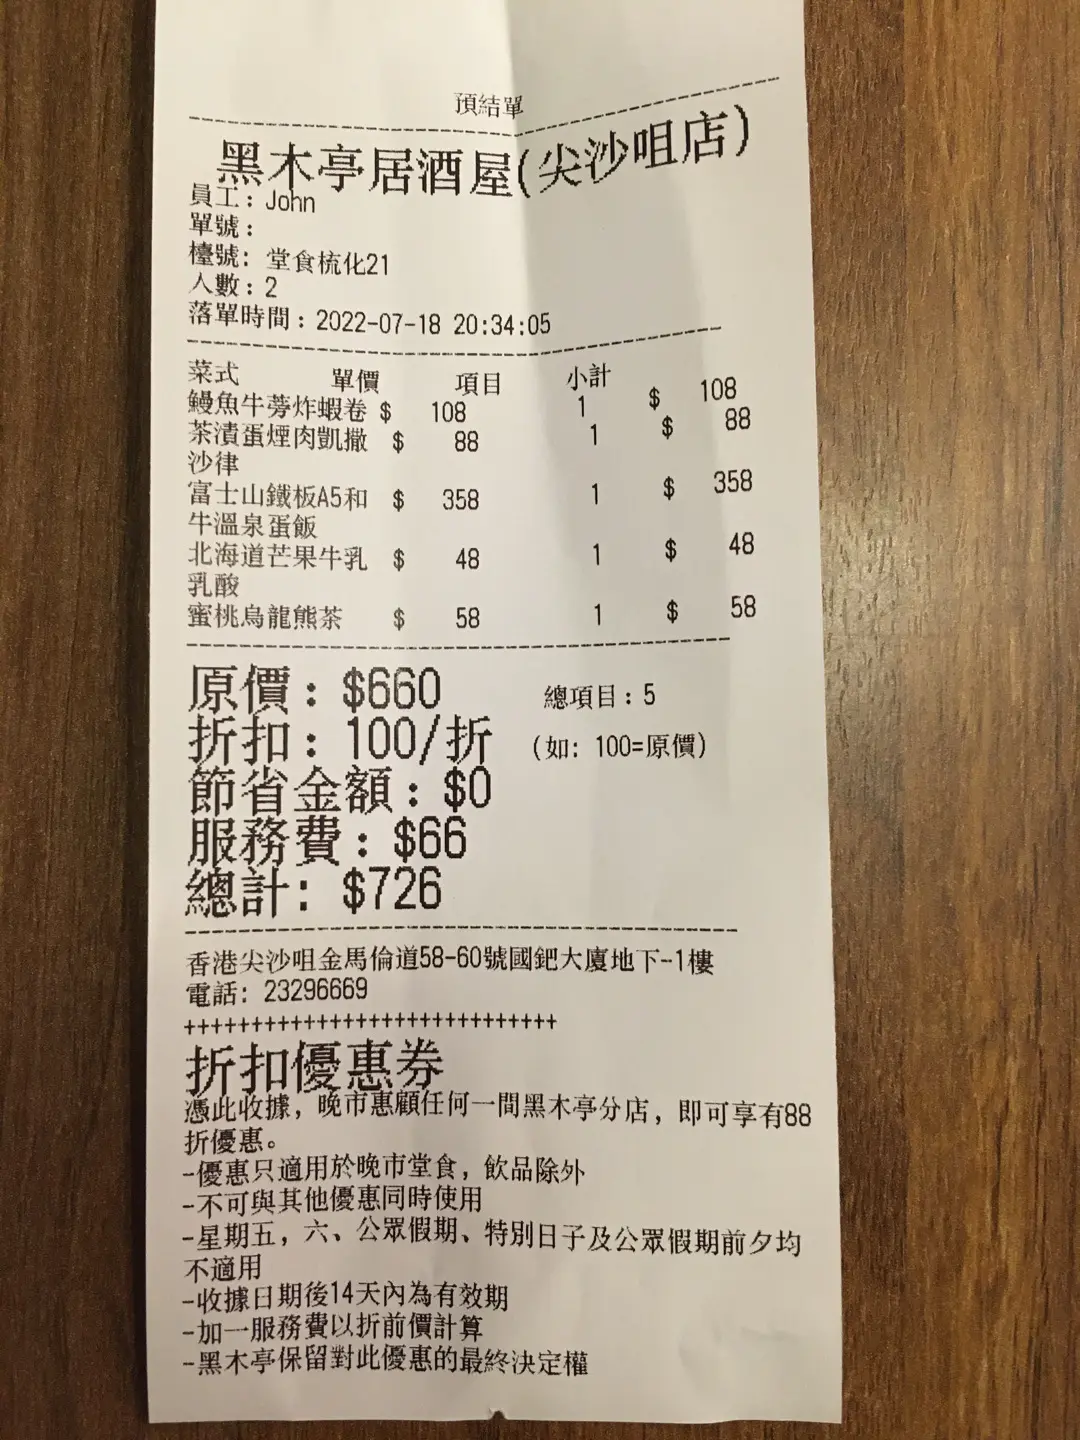 預結單
黑木亭居酒屋(尖沙咀店)
員工: John
單號:
檯號: 堂食梳化21
人數: 2
落單時間: 2022-07-18 20:34:05
菜式 單價 項目 小計
鰻魚牛蒡炸蝦卷 $ 108 1 $ 108
茶漬蛋煙肉凱撒 $ 88 1 $ 88
沙律
富士山鐵板A5和 $ 358 1 $ 358
牛溫泉蛋飯
北海道芒果牛乳 $ 48 1 $ 48
乳酸
蜜桃烏龍熊茶 $ 58 1 $ 58
原價: $660 總項目: 5
折扣: 100/折 (如: 100=原價)
節省金額: $0
服務費: $66
總計: $726
香港尖沙咀金馬倫道58-60號國鈀大廈地下-1樓
電話: 23296669
+++++++++++++++++++++++++++++
折扣優惠券
憑此收據, 晚市惠顧任何一間黑木亭分店, 即可享有88
折優惠。
-優惠只適用於晚市堂食, 飲品除外
-不可與其他優惠同時使用
-星期五, 六、公眾假期、特別日子及公眾假期前夕均
不適用
-收據日期後14天內為有效期
-加一服務費以折前價計算
-黑木亭保留對此優惠的最終決定權